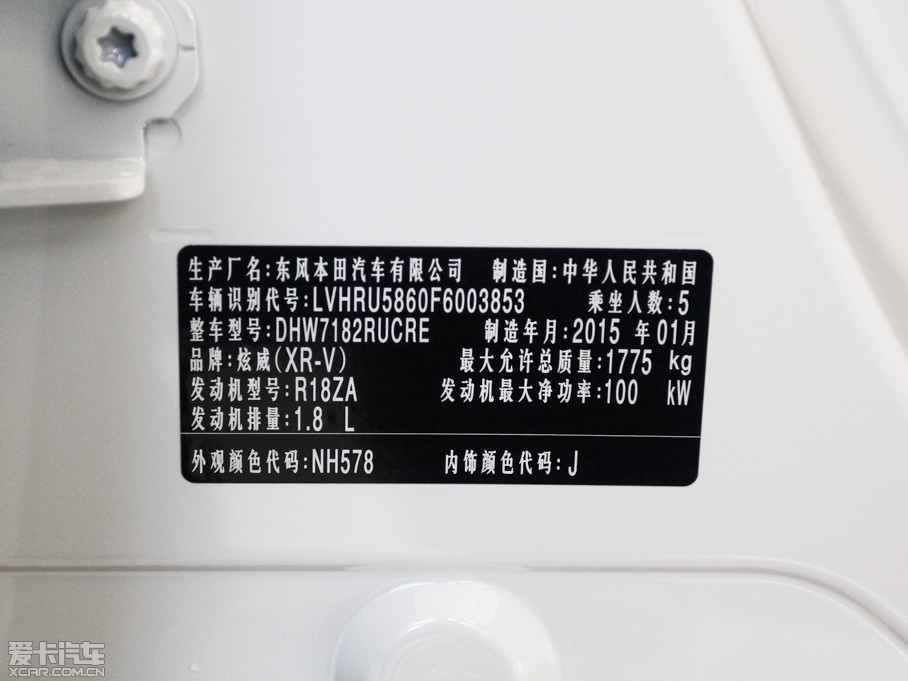 生产厂名:东风本田汽车有限公司 制造国:中华人民共和国
车辆识别代号:LVHRU5860F6003853 乘坐人数:5
整车型号:DHW7182RUCRE 制造年月:2015 年01月
品牌:炫威(XR-V) 最大允许总质量:1775 kg
发动机型号:R18ZA 发动机最大净功率:100 kW
发动机排量:1.8 L
外观颜色代码:NH578 内饰颜色代码:J
爱卡汽车
XCAR.COM.CN